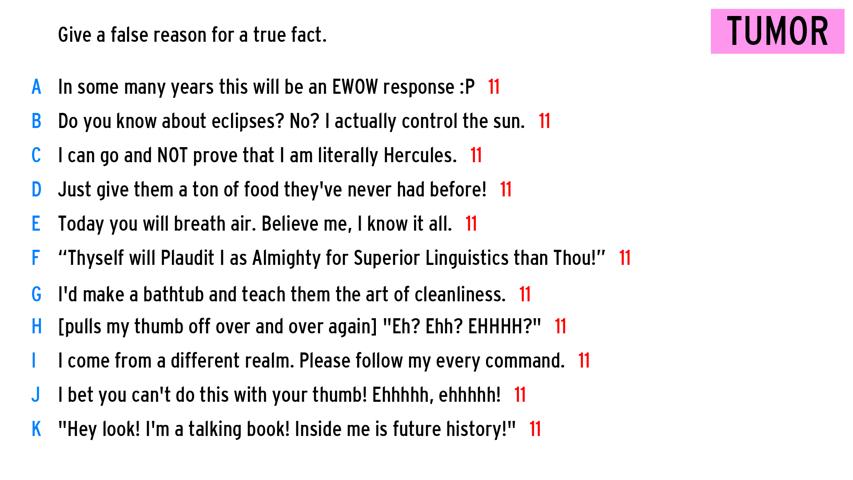 Give a false reason for a true fact.
TUMOR
A In some many years this will be an EWOW response :P 11
B Do you know about eclipses? No? I actually control the sun. 11
C I can go and NOT prove that I am literally Hercules. 11
D Just give them a ton of food they've never had before! 11
E Today you will breath air. Believe me, I know it all. 11
F “Thyself will Plaudit I as Almighty for Superior Linguistics than Thou!” 11
G I'd make a bathtub and teach them the art of cleanliness. 11
H [pulls my thumb off over and over again] "Eh? Ehh? EHHHH?" 11
I I come from a different realm. Please follow my every command. 11
J I bet you can't do this with your thumb! Ehhhhh, ehhhhh! 11
K "Hey look! I'm a talking book! Inside me is future history!" 11